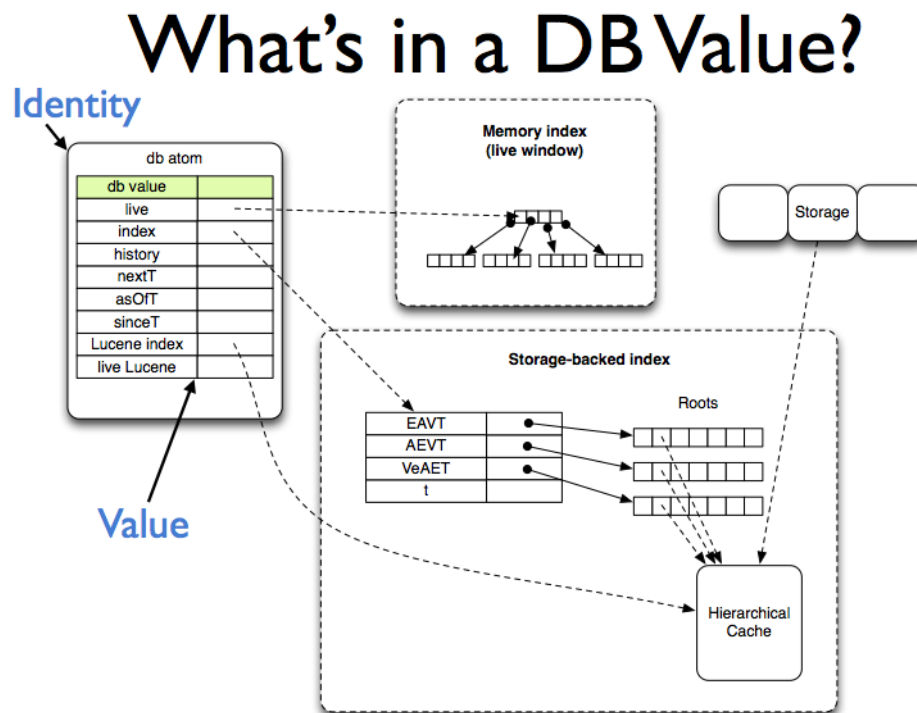 What's in a DB Value?
Identity
db atom
db value
live
index
history
nextT
asOfT
sinceT
Lucene index
live Lucene
Value
Memory index
(live window)
Storage
Storage-backed index
Roots
EAVT
AEVT
VeAET
t
Hierarchical
Cache